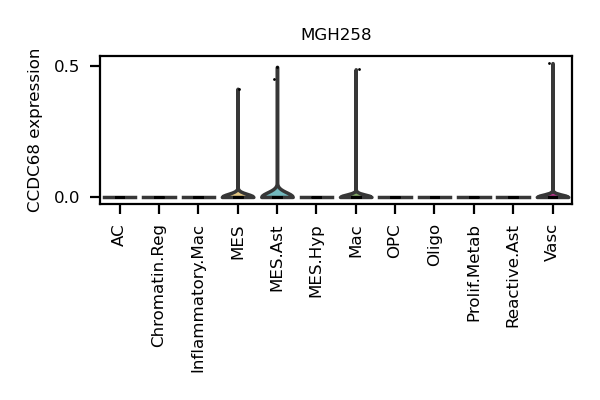 MGH258
CCDC68 expression
0.5
0.0
AC
Chromatin.Reg
Inflammatory.Mac
MES
MES.Ast
MES.Hyp
Mac
OPC
Oligo
Prolif.Metab
Reactive.Ast
Vasc